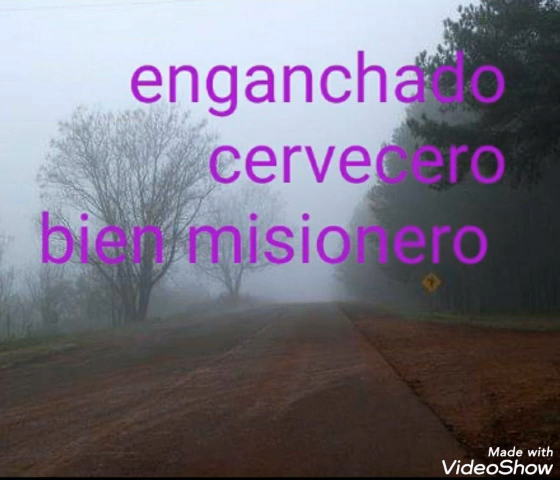 enganchado
cervecero
bien misionero
Made with
VideoShow